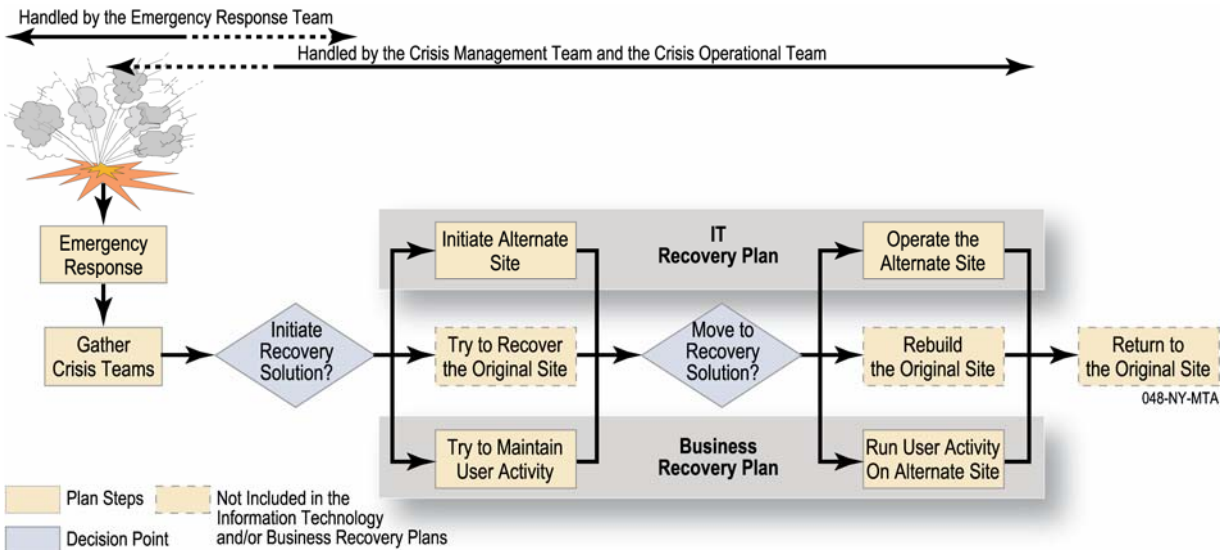 Handled by the Emergency Response Team
Handled by the Crisis Management Team and the Crisis Operational Team
Emergency
Response
Gather
Crisis Teams
Initiate
Recovery
Solution?
Initiate Alternate
Site
IT
Recovery Plan
Operate the
Alternate Site
Try to Recover
the Original Site
Move to
Recovery
Solution?
Rebuild
the Original Site
Return to
the Original Site
048-NY-MTA
Try to Maintain
User Activity
Business
Recovery Plan
Run User Activity
On Alternate Site
Plan Steps
Not Included in the
Information Technology
and/or Business Recovery Plans
Decision Point